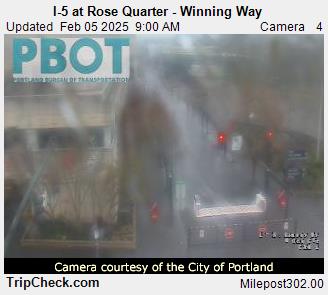 I-5 at Rose Quarter - Winning Way
Updated Feb 05 2025 9:00 AM Camera 4
PBOT
PORTLAND BUREAU OF TRANSPORTATION
Camera courtesy of the City of Portland
TripCheck.com Milepost302.00